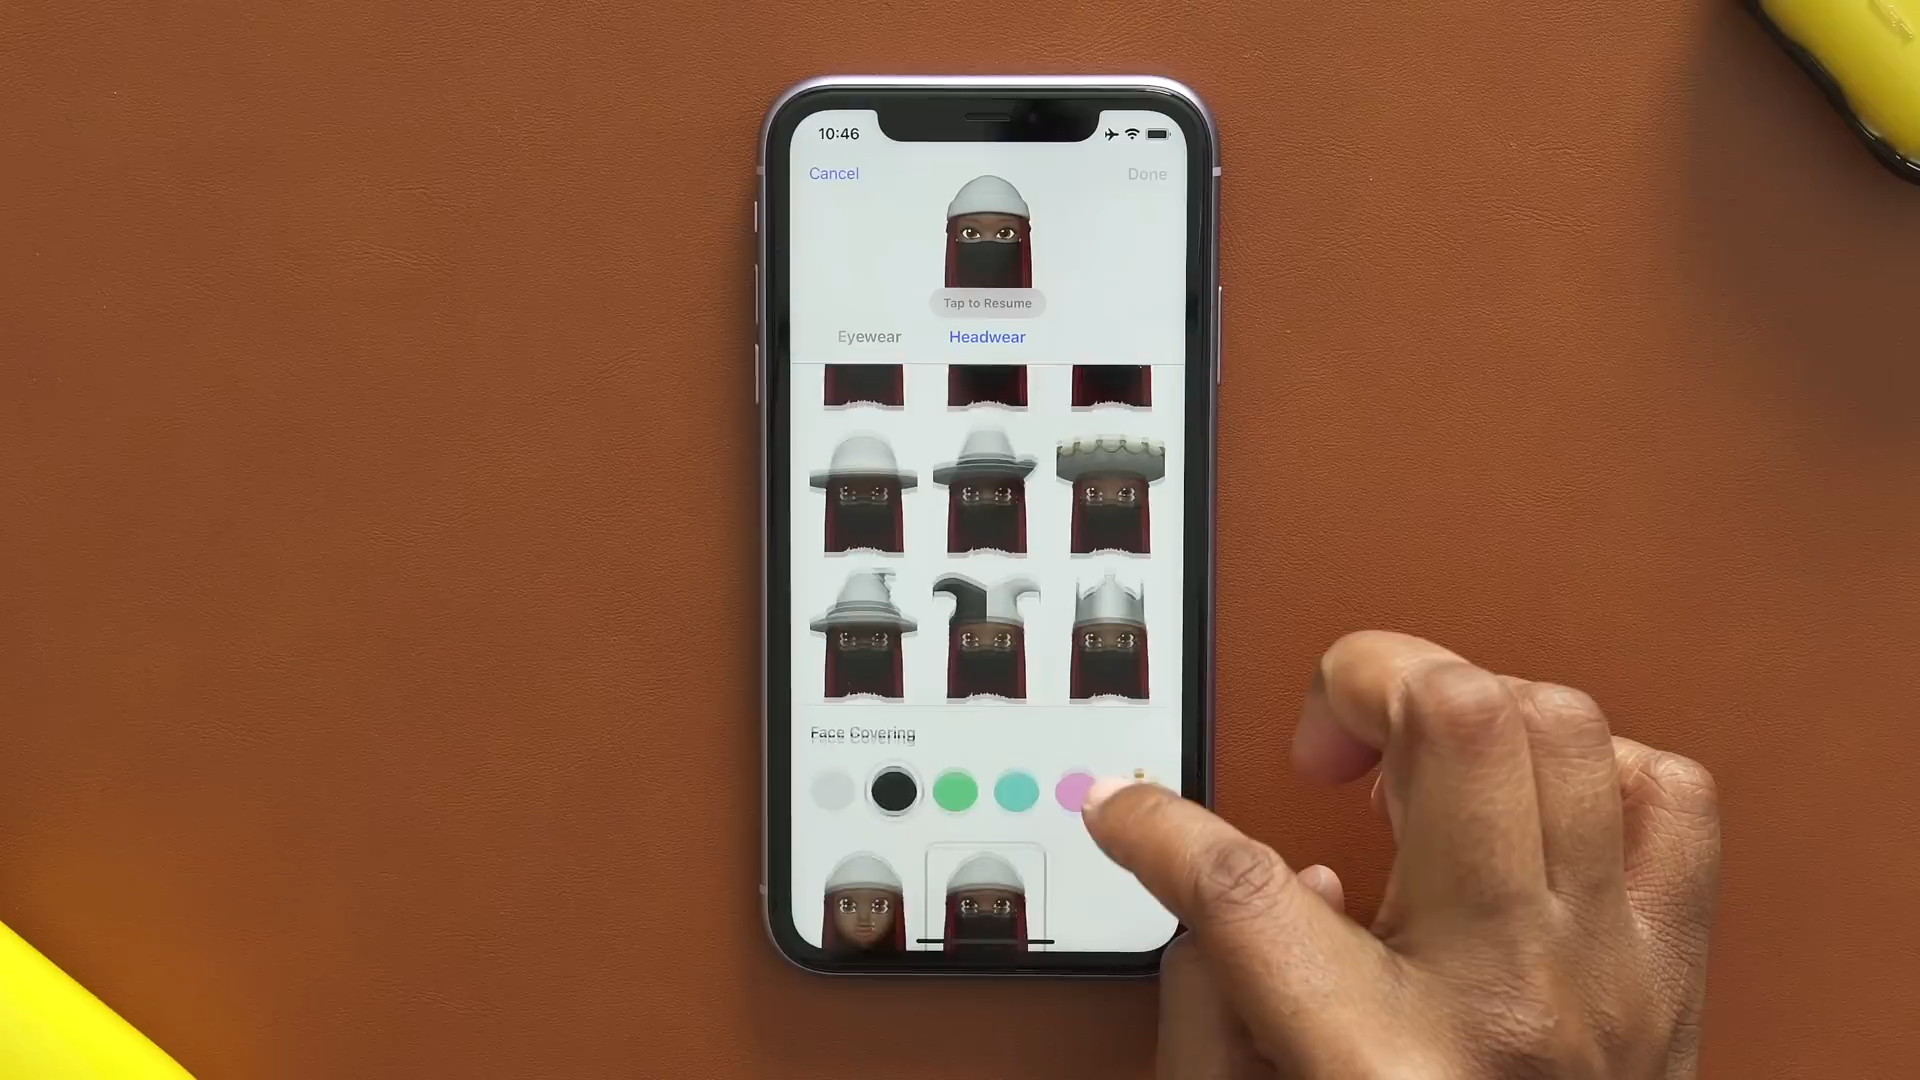 10:46
Cancel
Done
Tap to Resume
Eyewear Headwear
Face Covering